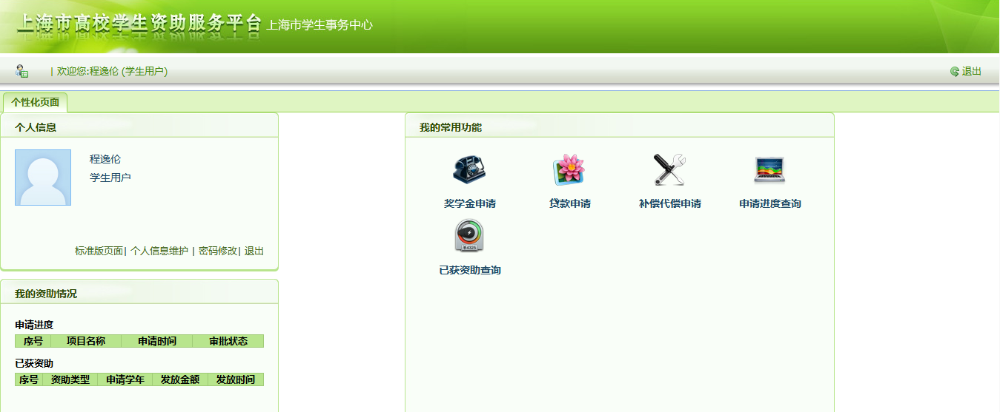 上海市高校学生资助服务平台 上海市学生事务中心
| 欢迎您:程逸伦 (学生用户)
退出
个性化页面
个人信息
程逸伦
学生用户
标准版页面| 个人信息维护 | 密码修改| 退出
我的资助情况
申请进度
序号 项目名称 申请时间 审批状态
已获资助
序号 资助类型 申请学年 发放金额 发放时间
我的常用功能
奖学金申请 贷款申请 补偿代偿申请 申请进度查询
¥4325
已获资助查询